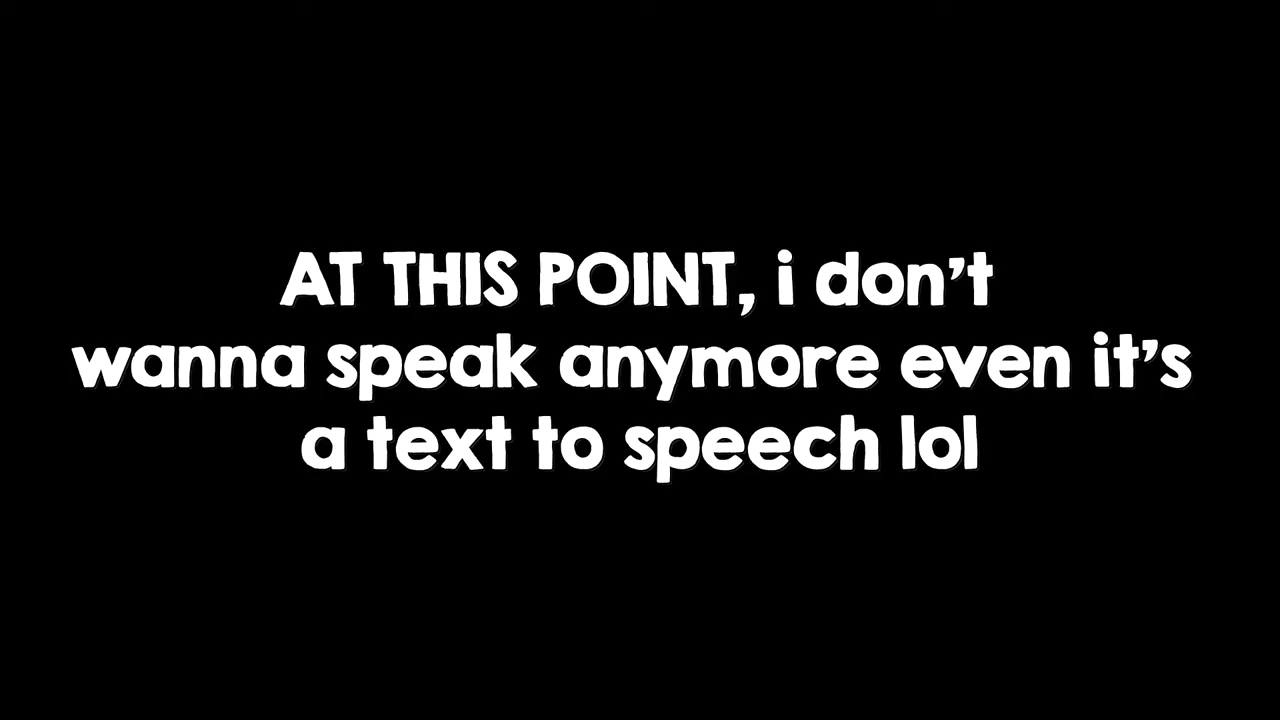 AT THIS POINT, i don't
wanna speak anymore even it's
a text to speech lol